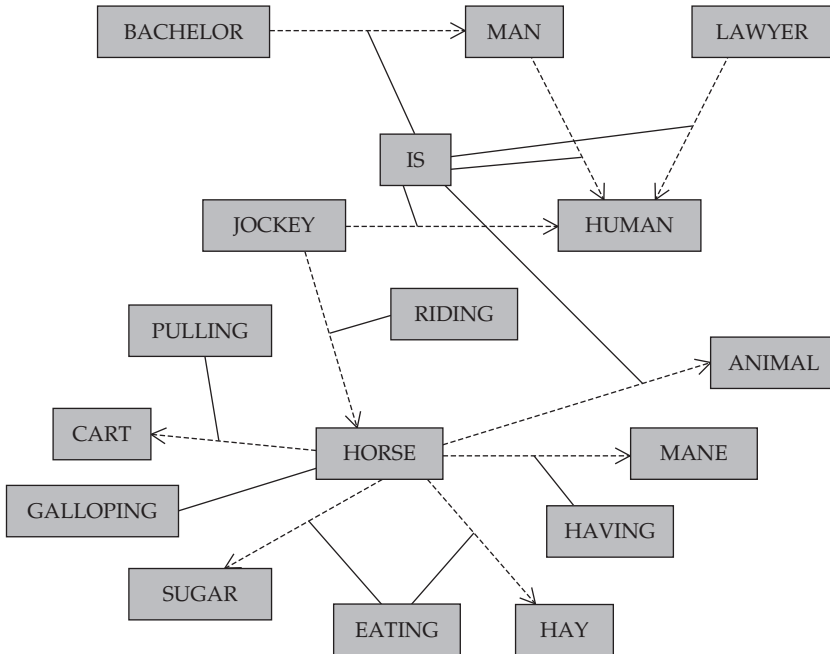 BACHELOR
MAN
LAWYER
IS
JOCKEY
HUMAN
RIDING
PULLING
ANIMAL
CART
HORSE
MANE
GALLOPING
HAVING
SUGAR
EATING
HAY